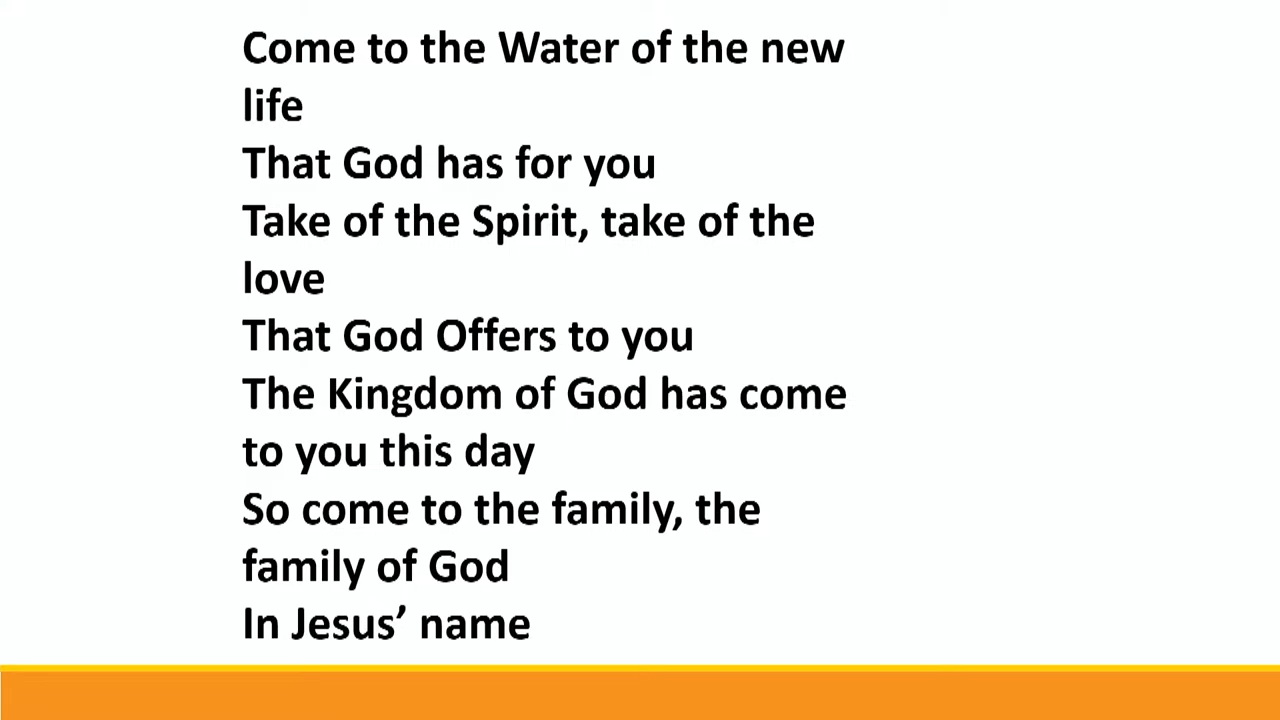 Come to the Water of the new
life
That God has for you
Take of the Spirit, take of the
love
That God Offers to you
The Kingdom of God has come
to you this day
So come to the family, the
family of God
In Jesus’ name